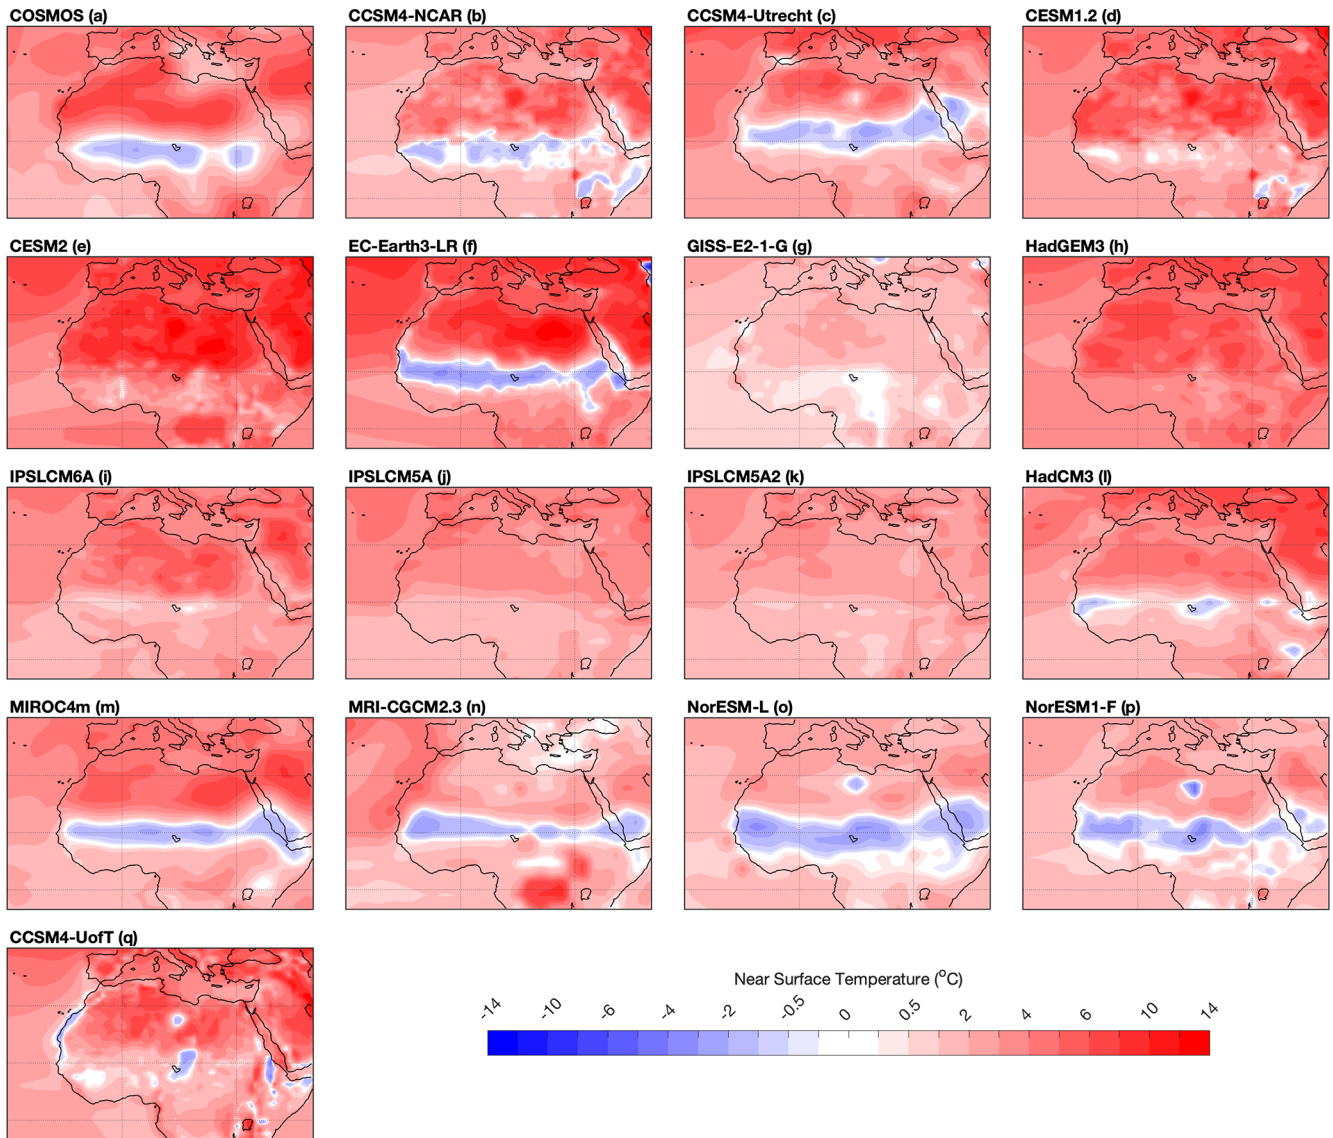 COSMOS (a)
CCSM4-NCAR (b)
CCSM4-Utrecht (c)
CESM1.2 (d)
CESM2 (e)
EC-Earth3-LR (f)
GISS-E2-1-G (g)
HadGEM3 (h)
IPSLCM6A (i)
IPSLCM5A (j)
IPSLCM5A2 (k)
HadCM3 (l)
MIROC4m (m)
MRI-CGCM2.3 (n)
NorESM-L (o)
NorESM1-F (p)
CCSM4-UofT (q)
Near Surface Temperature (°C)
-14 -10 -6 -4 -2 -0.5 0 0.5 2 4 6 10 14